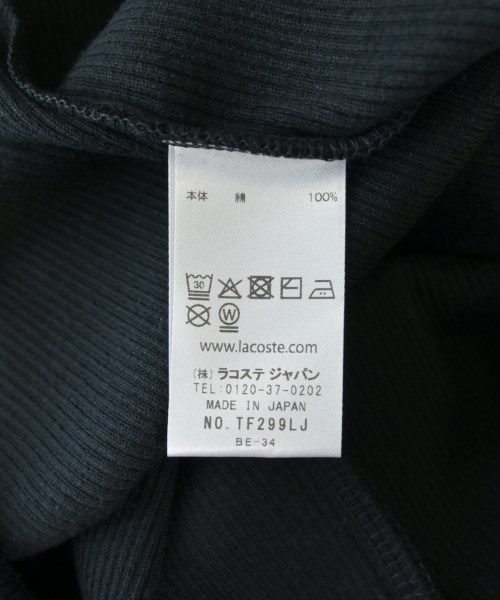 本体 綿 100%
30
W
www.lacoste.com
(株) ラコステ ジャパン
TEL:0120-37-0202
MADE IN JAPAN
NO. TF299LJ
BE-34